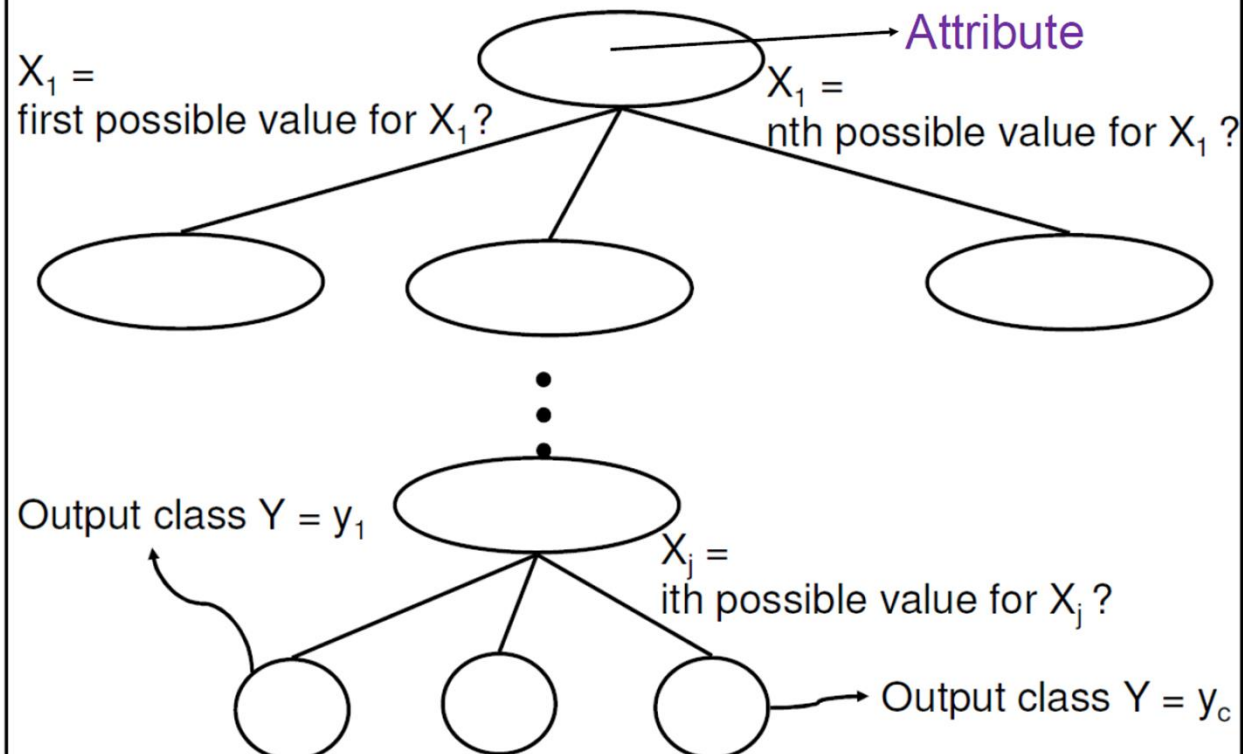 Attribute
X₁ =
first possible value for X₁?
X₁ =
nth possible value for X₁ ?
Output class Y = y₁
Xⱼ =
ith possible value for Xⱼ ?
Output class Y = y꜀